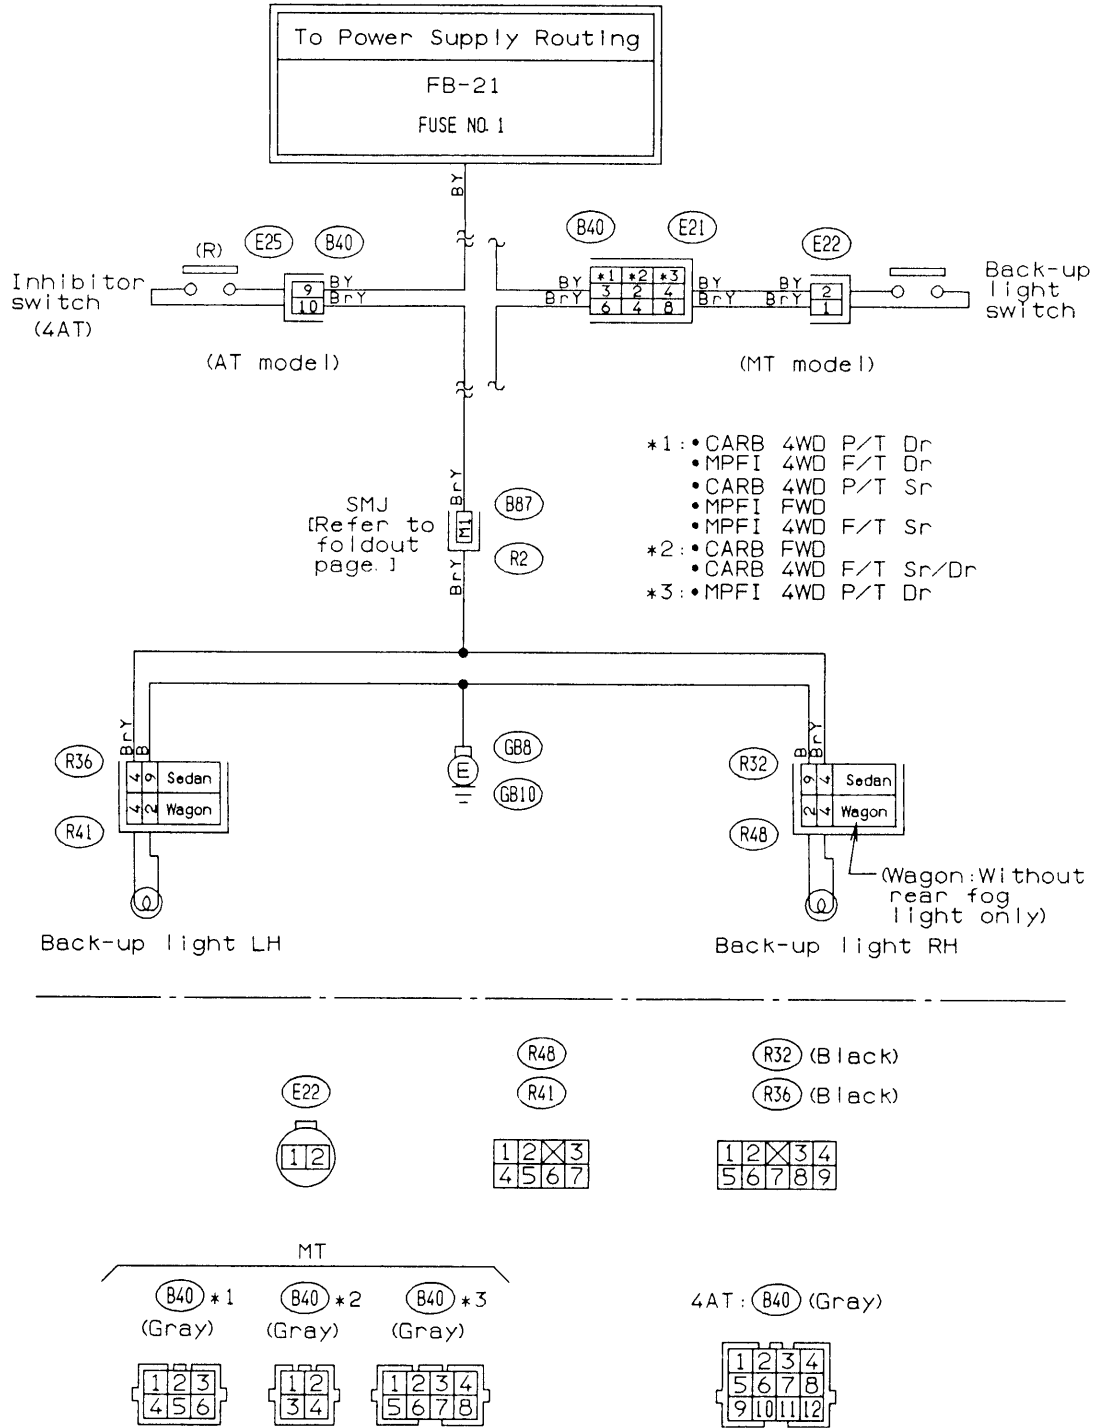 To Power Supply Routing
FB-21
FUSE NO. 1
BY
(R)
E25
B40
B40
E21
E22
Inhibitor
switch
(4AT)
9
10
BY
BrY
BY
BrY
*1 *2 *3
3 2 4
6 4 8
BY
BrY
BY
BrY
2
1
Back-up
light
switch
(AT model)
(MT model)
*1:•CARB 4WD P/T Dr
•MPFI 4WD F/T Dr
•CARB 4WD P/T Sr
•MPFI FWD
•MPFI 4WD F/T Sr
*2:•CARB FWD
•CARB 4WD F/T Sr/Dr
*3:•MPFI 4WD P/T Dr
BrY
SMJ
[Refer to
foldout
page.]
M1
B87
R2
BrY
BrY
B
R36
4 9 Sedan
4 2 Wagon
R41
Back-up light LH
GB8
E
GB10
B
BrY
R32
9 4 Sedan
2 4 Wagon
R48
(Wagon:Without
rear fog
light only)
Back-up light RH
E22
1 2
R48
R41
1 2 3
4 5 6 7
R32 (Black)
R36 (Black)
1 2 3 4
5 6 7 8 9
MT
B40 *1
(Gray)
1 2 3
4 5 6
B40 *2
(Gray)
1 2
3 4
B40 *3
(Gray)
1 2 3 4
5 6 7 8
4AT: B40 (Gray)
1 2 3 4
5 6 7 8
9 10 11 12